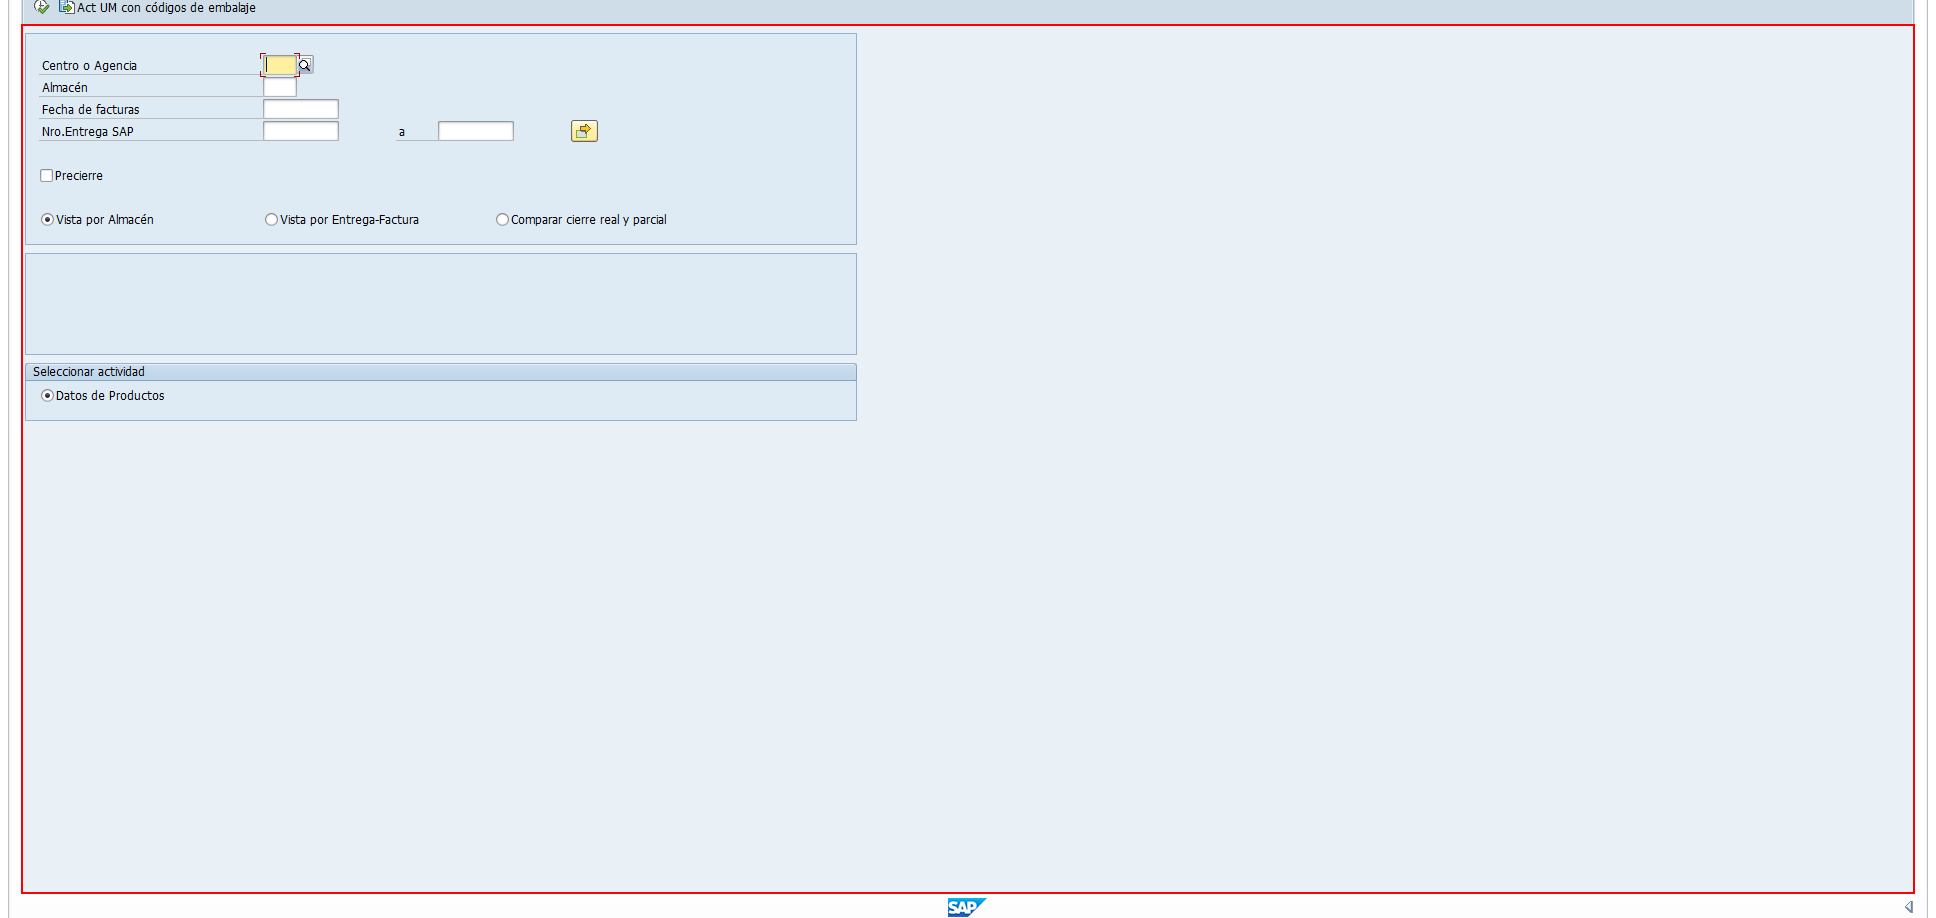 Act UM con códigos de embalaje
Centro o Agencia
Almacén
Fecha de facturas
Nro.Entrega SAP a
Precierre
Vista por Almacén Vista por Entrega-Factura Comparar cierre real y parcial
Seleccionar actividad
Datos de Productos
SAP